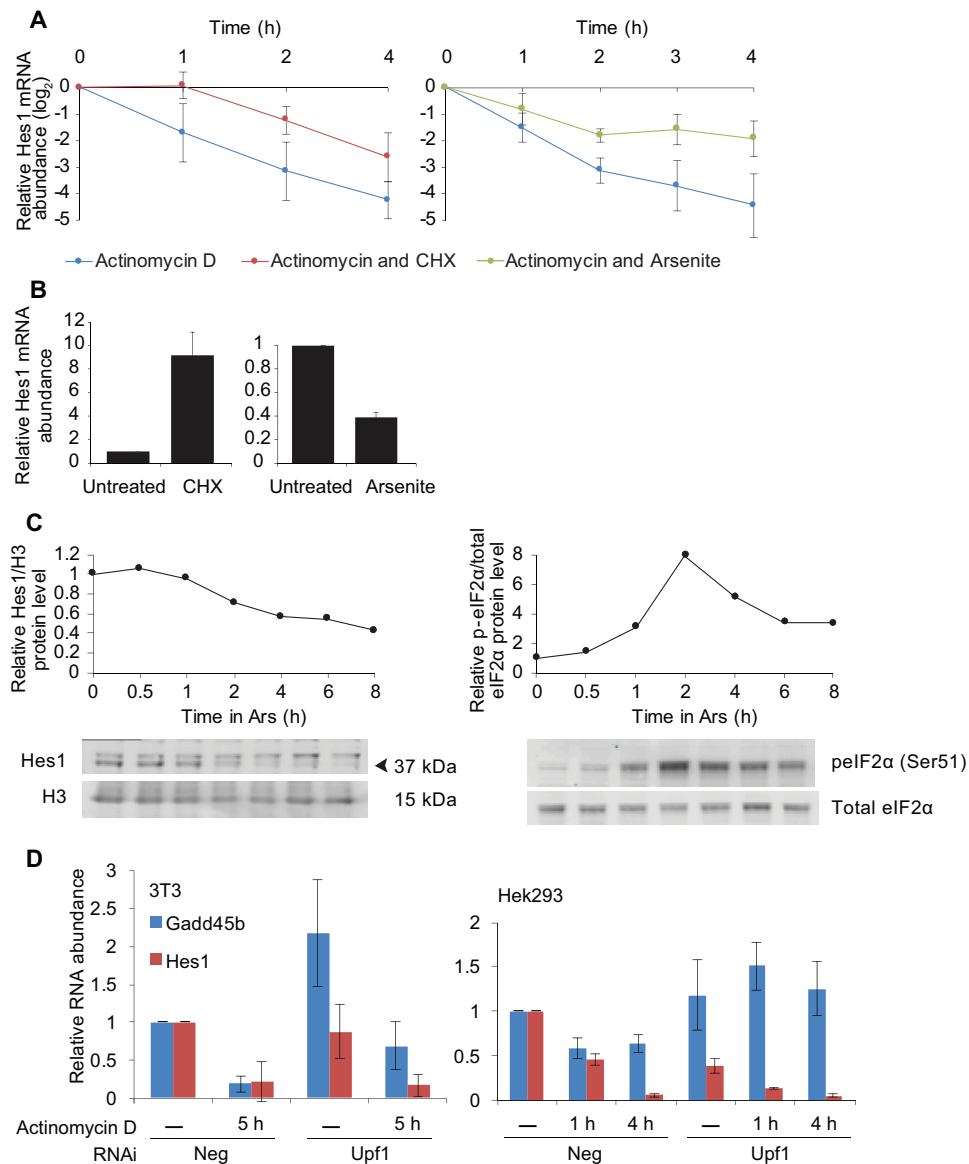 A
Time (h)
Time (h)
0 1 2 4
0 1 2 3 4
Relative Hes1 mRNA
abundance (log2)
0
-1
-2
-3
-4
-5
0
-1
-2
-3
-4
-5
Actinomycin D
Actinomycin and CHX
Actinomycin and Arsenite
B
Relative Hes1 mRNA
abundance
12
10
8
6
4
2
0
Untreated CHX
1
0.8
0.6
0.4
0.2
0
Untreated Arsenite
C
Relative Hes1/H3
protein level
1.2
1
0.8
0.6
0.4
0.2
0
0 0.5 1 2 4 6 8
Time in Ars (h)
Relative p-eIF2α/total
eIF2α protein level
8
6
4
2
0
0 0.5 1 2 4 6 8
Time in Ars (h)
Hes1
37 kDa
H3
15 kDa
peIF2α (Ser51)
Total eIF2α
D
Relative RNA abundance
3
2.5
2
1.5
1
0.5
0
3T3
Gadd45b
Hes1
Hek293
2
1.5
1
0.5
0
Actinomycin D — 5 h — 5 h
RNAi Neg Upf1
— 1 h 4 h — 1 h 4 h
Neg Upf1